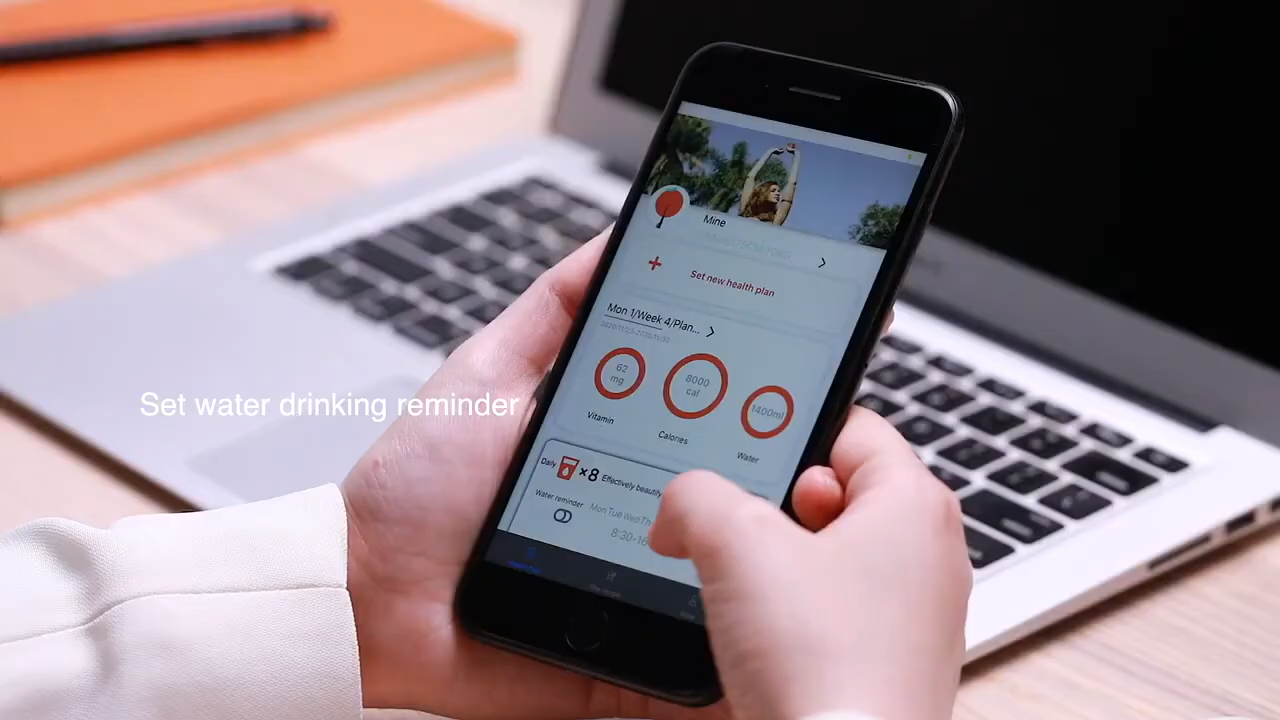 Mine
Set new health plan
Mon 1/Week 4/Plan...
62
mg
8000
cal
1400ml
Vitamin
Calories
Water
Daily
×8
Effectively
Water reminder
Mon Tue Wed Th
8:30-16
Set water drinking reminder